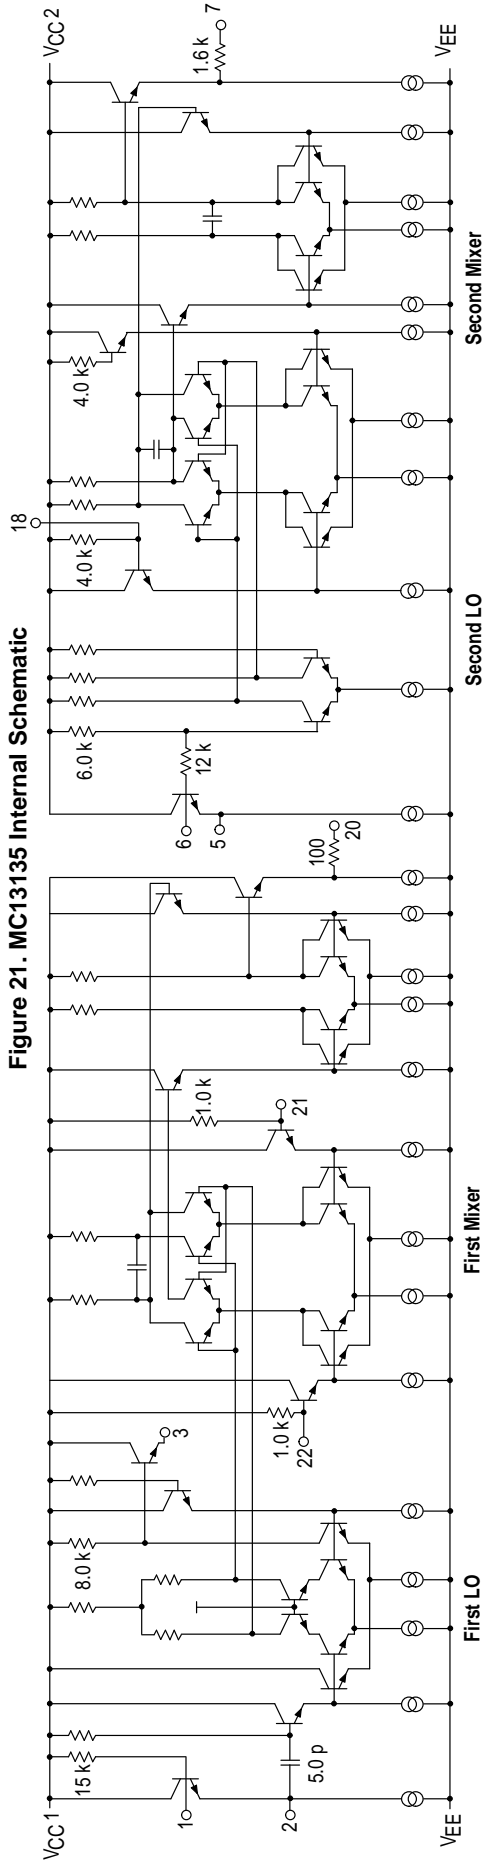 Figure 21. MC13135 Internal Schematic
VCC1
15 k
1
2
5.0 p
8.0 k
3
22
1.0 k
1.0 k
21
100
20
VEE
First LO
First Mixer
6.0 k
6
12 k
5
4.0 k
18
4.0 k
1.6 k
7
VCC2
VEE
Second LO
Second Mixer